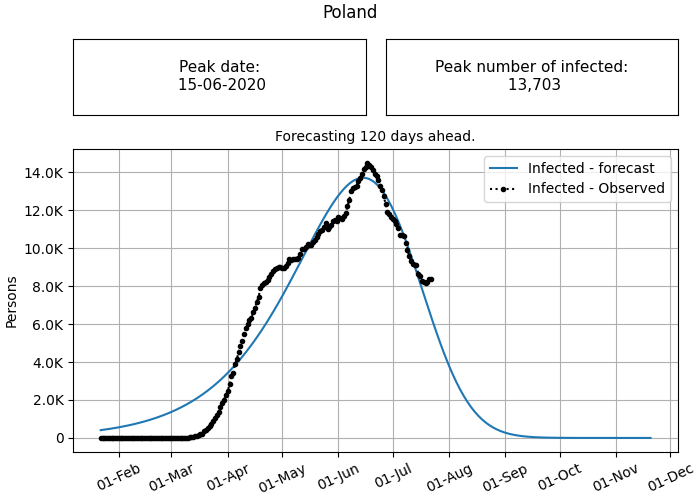 Poland
Peak date:
15-06-2020
Peak number of infected:
13,703
Forecasting 120 days ahead.
Infected - forecast
Infected - Observed
14.0K
12.0K
10.0K
8.0K
6.0K
4.0K
2.0K
0
Persons
01-Feb
01-Mar
01-Apr
01-May
01-Jun
01-Jul
01-Aug
01-Sep
01-Oct
01-Nov
01-Dec